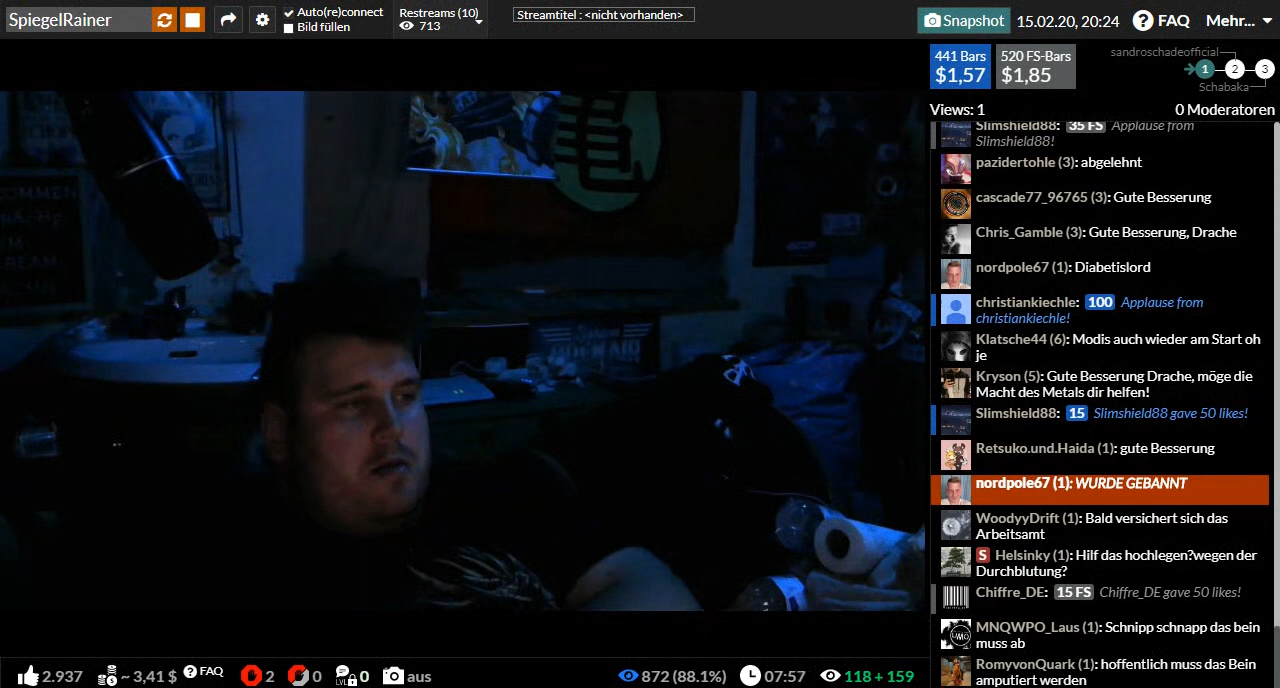 SpiegelRainer
Auto(re)connect
Bild füllen
Restreams (10)
713
Streamtitel : <nicht vorhanden>
Snapshot
15.02.20, 20:24
FAQ
Mehr...
441 Bars
$1,57
520 FS-Bars
$1,85
sandroschadeofficial
1 2 3
Schabaka
Views: 1
0 Moderatoren
Slimshield88: 35 FS Applause from
Slimshield88!
pazidertohle (3): abgelehnt
cascade77_96765 (3): Gute Besserung
Chris_Gamble (3): Gute Besserung, Drache
nordpole67 (1): Diabetislord
christiankiechle: 100 Applause from
christiankiechle!
Klatsche44 (6): Modis auch wieder am Start oh
je
Kryson (5): Gute Besserung Drache, möge die
Macht des Metals dir helfen!
Slimshield88: 15 Slimshield88 gave 50 likes!
Retsuko.und.Haida (1): gute Besserung
nordpole67 (1): WURDE GEBANNT
WoodyyDrift (1): Bald versichert sich das
Arbeitsamt
S Helsinky (1): Hilf das hochlegen?wegen der
Durchblutung?
Chiffre_DE: 15 FS Chiffre_DE gave 50 likes!
MNQWPO_Laus (1): Schnipp schnapp das bein
muss ab
RomyvonQuark (1): hoffentlich muss das Bein
amputiert werden
2.937
~ 3,41 $
FAQ
2
0
LVL
0
aus
872 (88.1%)
07:57
118 + 159